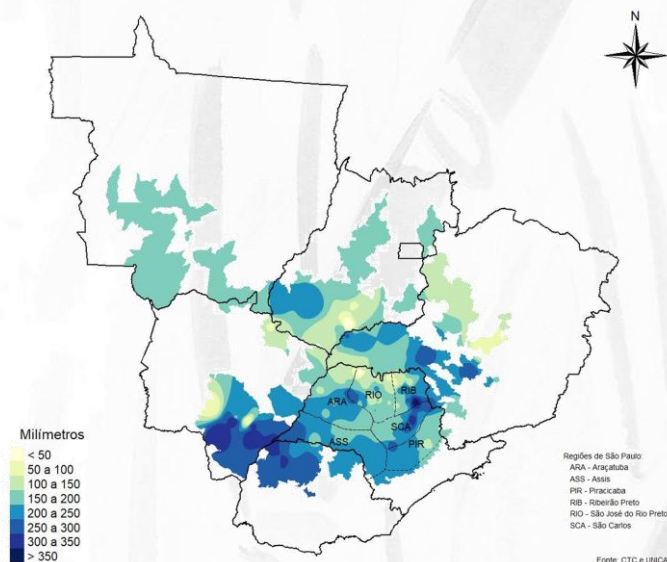 N
ARA
RIO
RIB
SCA
ASS
PIR
Milímetros
< 50
50 a 100
100 a 150
150 a 200
200 a 250
250 a 300
300 a 350
> 350
Regiões de São Paulo:
ARA - Araçatuba
ASS - Assis
PIR - Piracicaba
RIB - Ribeirão Preto
RIO - São José do Rio Preto
SCA - São Carlos
Fonte: CTC e UNICA